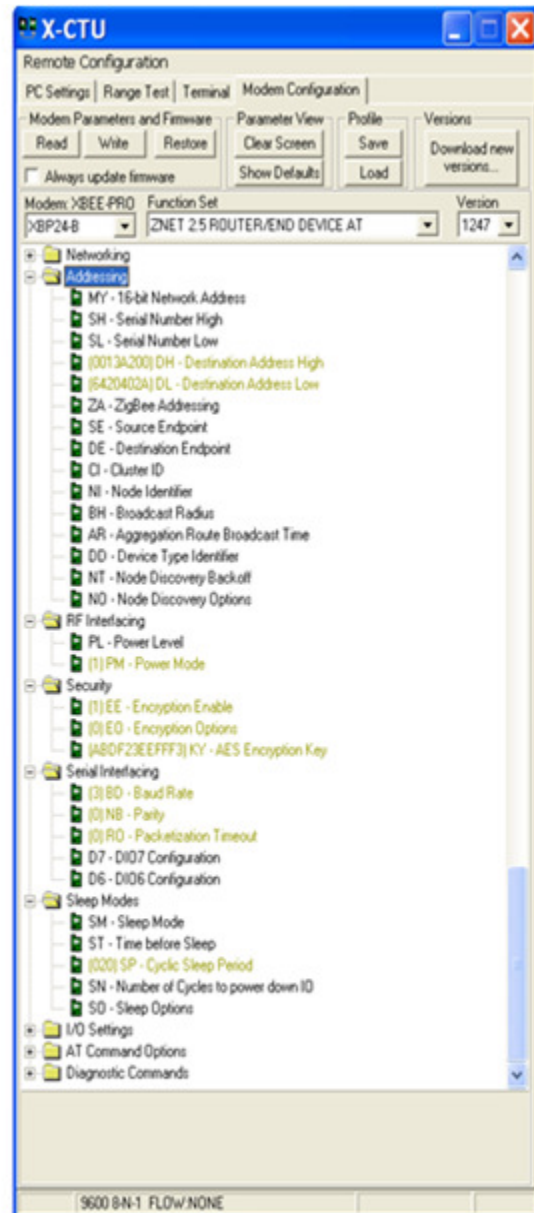 X-CTU
Remote Configuration
PC Settings Range Test Terminal Modem Configuration
Modem Parameters and Firmware Parameter View Profile Versions
Read Write Restore Clear Screen Save Download new versions...
Always update firmware Show Defaults Load
Modem: XBEE-PRO Function Set Version
XBP24-B ZNET 2.5 ROUTER/END DEVICE AT 1247
Networking
Addressing
MY - 16-bit Network Address
SH - Serial Number High
SL - Serial Number Low
(0013A200) DH - Destination Address High
(6420402A) DL - Destination Address Low
ZA - ZigBee Addressing
SE - Source Endpoint
DE - Destination Endpoint
CI - Cluster ID
NI - Node Identifier
BH - Broadcast Radius
AR - Aggregation Route Broadcast Time
DD - Device Type Identifier
NT - Node Discovery Backoff
NO - Node Discovery Options
RF Interfacing
PL - Power Level
(1) PM - Power Mode
Security
(1) EE - Encryption Enable
(0) EO - Encryption Options
(ABDF23EEFFF3) KY - AES Encryption Key
Serial Interfacing
(3) BD - Baud Rate
(0) NB - Parity
(0) RO - Packetization Timeout
D7 - DIO7 Configuration
D6 - DIO6 Configuration
Sleep Modes
SM - Sleep Mode
ST - Time before Sleep
(020) SP - Cyclic Sleep Period
SN - Number of Cycles to power down IO
SO - Sleep Options
I/O Settings
AT Command Options
Diagnostic Commands
9600 8-N-1 FLOW:NONE